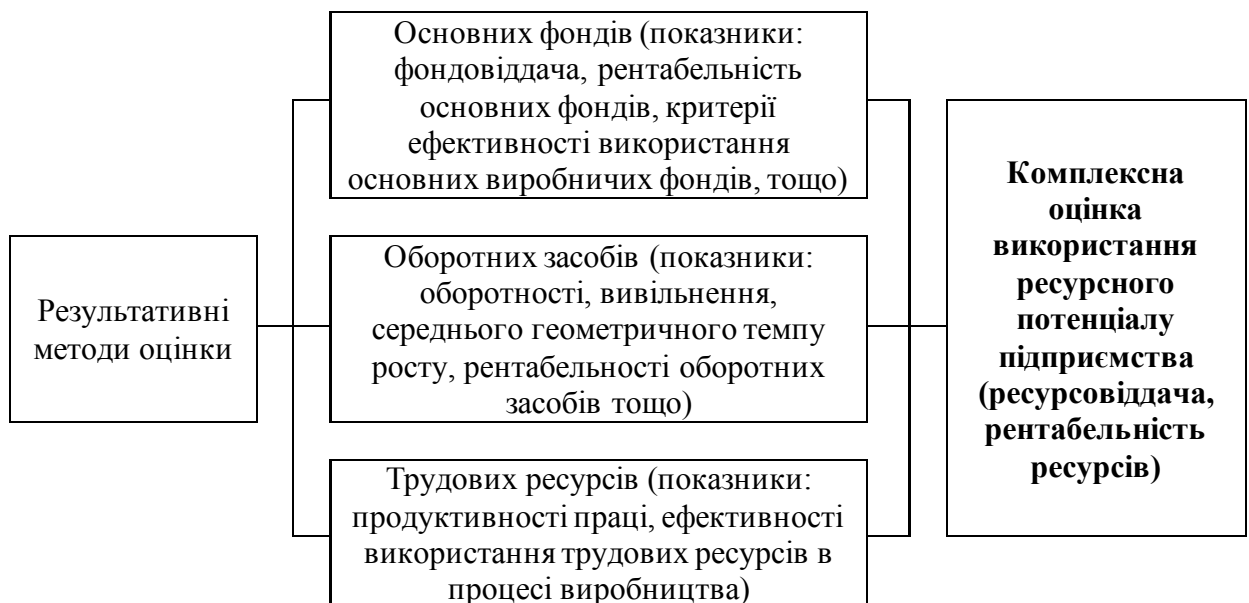 Результативні
методи оцінки
Основних фондів (показники:
фондовіддача, рентабельність
основних фондів, критерії
ефективності використання
основних виробничих фондів, тощо)
Оборотних засобів (показники:
оборотності, вивільнення,
середнього геометричного темпу
росту, рентабельності оборотних
засобів тощо)
Трудових ресурсів (показники:
продуктивності праці, ефективності
використання трудових ресурсів в
процесі виробництва)
Комплексна
оцінка
використання
ресурсного
потенціалу
підприємства
(ресурсовіддача,
рентабельність
ресурсів)